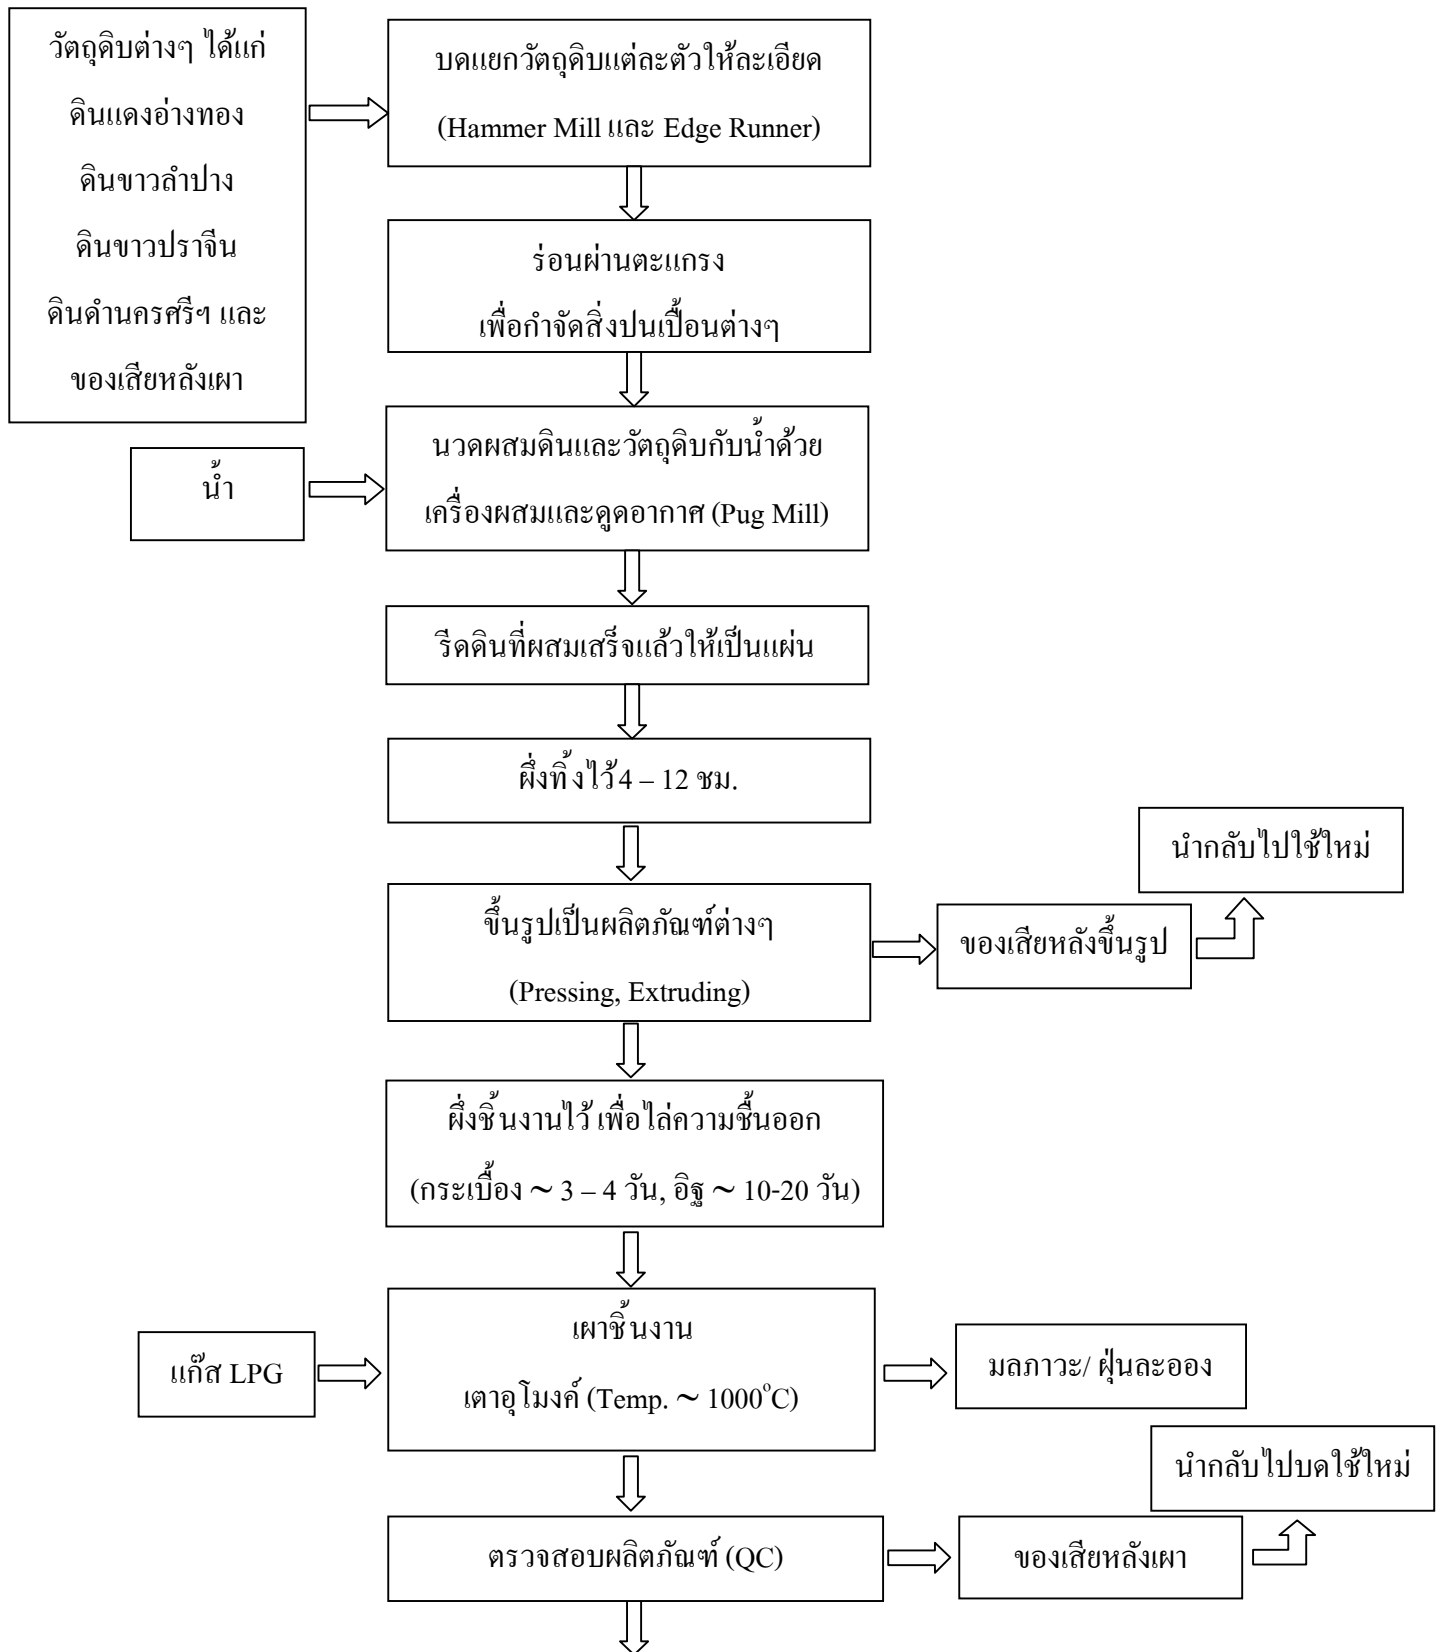 วัตถุดิบต่างๆ ได้แก่
ดินแดงอ่างทอง
ดินขาวลำปาง
ดินขาวปราจีน
ดินดำนครศรีฯ และ
ของเสียหลังเผา
บดแยกวัตถุดิบแต่ละตัวให้ละเอียด
(Hammer Mill และ Edge Runner)
ร่อนผ่านตะแกรง
เพื่อกำจัดสิ่งปนเปื้อนต่างๆ
น้ำ
นวดผสมดินและวัตถุดิบกับน้ำด้วย
เครื่องผสมและดูดอากาศ (Pug Mill)
รีดดินที่ผสมเสร็จแล้วให้เป็นแผ่น
ผึ่งทิ้งไว้ 4 – 12 ชม.
ขึ้นรูปเป็นผลิตภัณฑ์ต่างๆ
(Pressing, Extruding)
ของเสียหลังขึ้นรูป
นำกลับไปใช้ใหม่
ผึ่งชิ้นงานไว้ เพื่อไล่ความชื้นออก
(กระเบื้อง ~ 3 – 4 วัน, อิฐ ~ 10-20 วัน)
แก๊ส LPG
เผาชิ้นงาน
เตาอุโมงค์ (Temp. ~ 1000°C)
มลภาวะ/ ฝุ่นละออง
ตรวจสอบผลิตภัณฑ์ (QC)
ของเสียหลังเผา
นำกลับไปบดใช้ใหม่